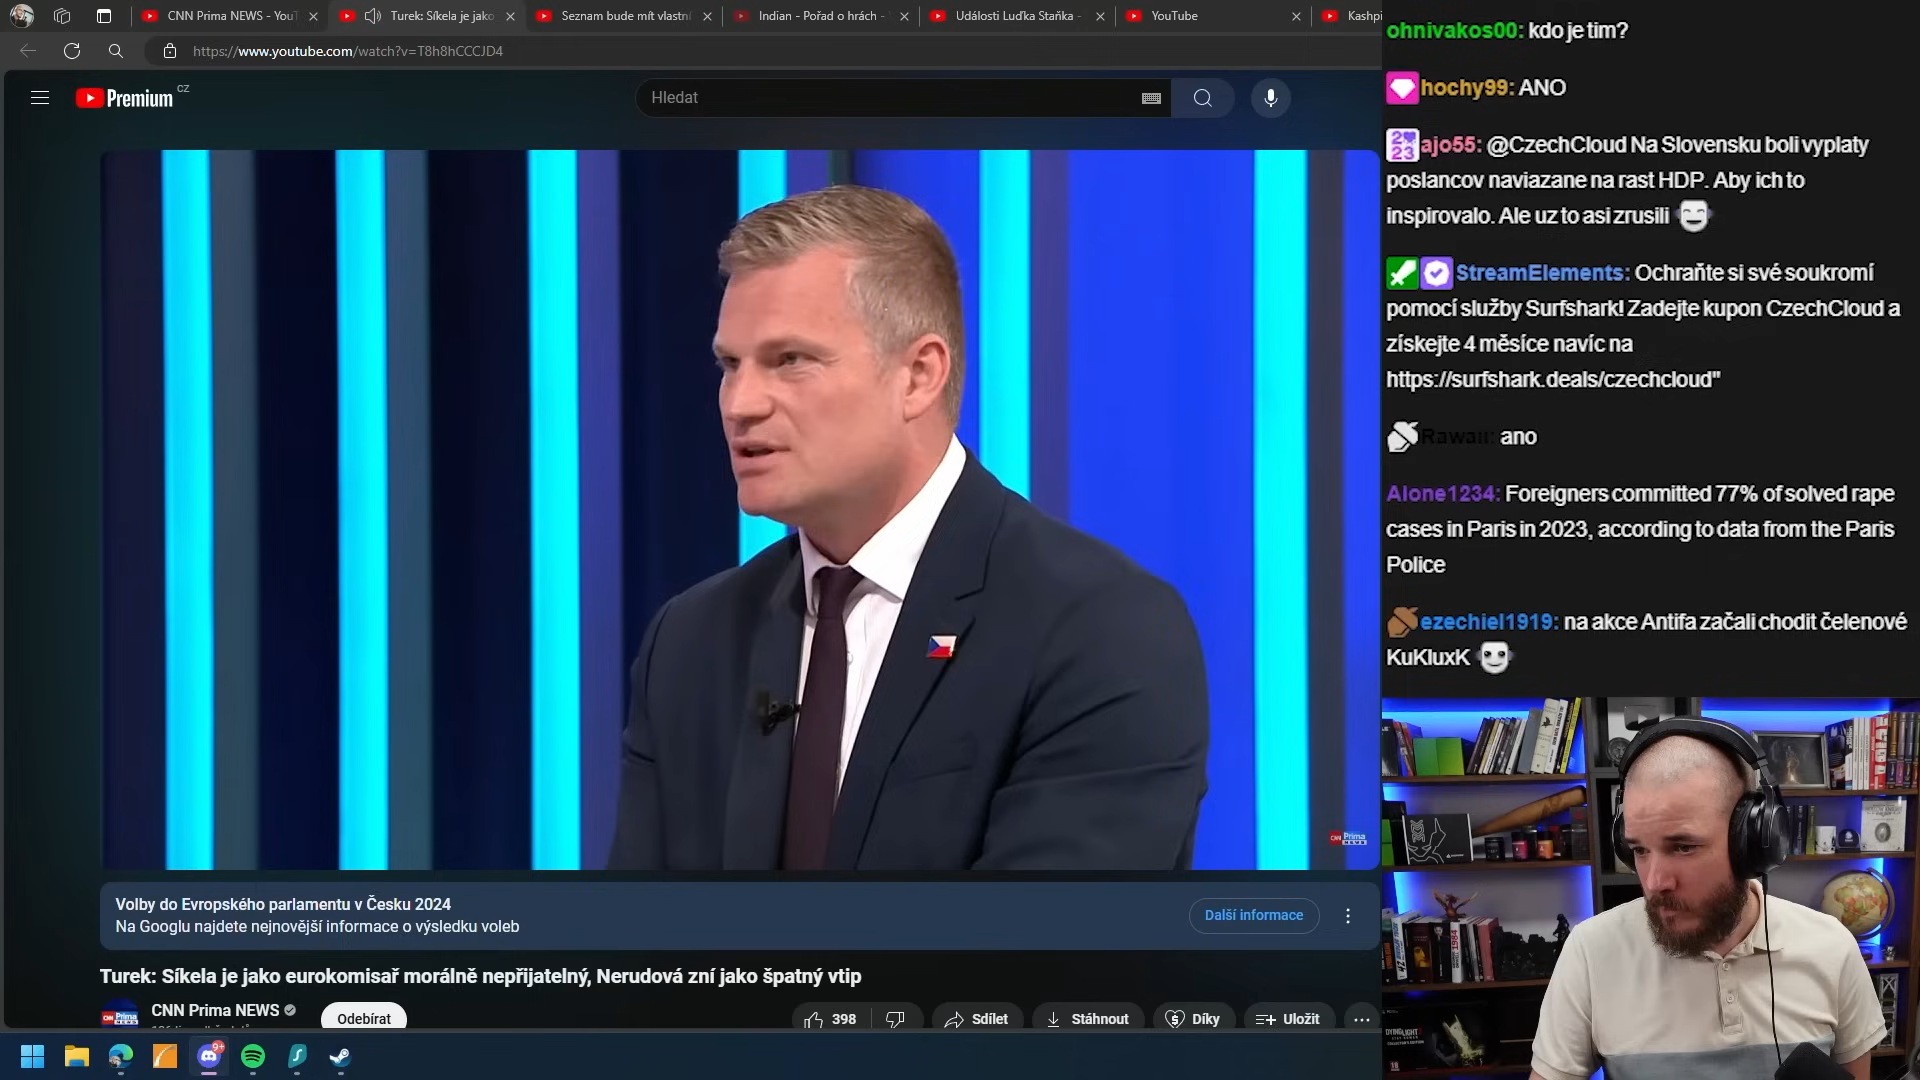 CNN Prima NEWS - YouT
Turek: Síkela je jako
Seznam bude mít vlastní
Indian - Pořad o hrách -
Události Luďka Staňka -
YouTube
Kashpi
https://www.youtube.com/watch?v=T8h8hCCCJD4
Premium CZ
Hledat
CNN Prima NEWS
Volby do Evropského parlamentu v Česku 2024
Na Googlu najdete nejnovější informace o výsledku voleb
Další informace
Turek: Síkela je jako eurokomisař morálně nepřijatelný, Nerudová zní jako špatný vtip
CNN Prima NEWS
Odebírat
398
Sdílet
Stáhnout
Díky
Uložit
9+
ohnivakos00: kdo je tim?
hochy99: ANO
2023 ajo55: @CzechCloud Na Slovensku boli vyplaty
poslancov naviazane na rast HDP. Aby ich to
inspirovalo. Ale uz to asi zrusili
StreamElements: Ochraňte si své soukromí
pomocí služby Surfshark! Zadejte kupon CzechCloud a
získejte 4 měsíce navíc na
https://surfshark.deals/czechcloud"
Rawaii: ano
Alone1234: Foreigners committed 77% of solved rape
cases in Paris in 2023, according to data from the Paris
Police
ezechiel1919: na akce Antifa začali chodit čelenové
KuKluxK
1984